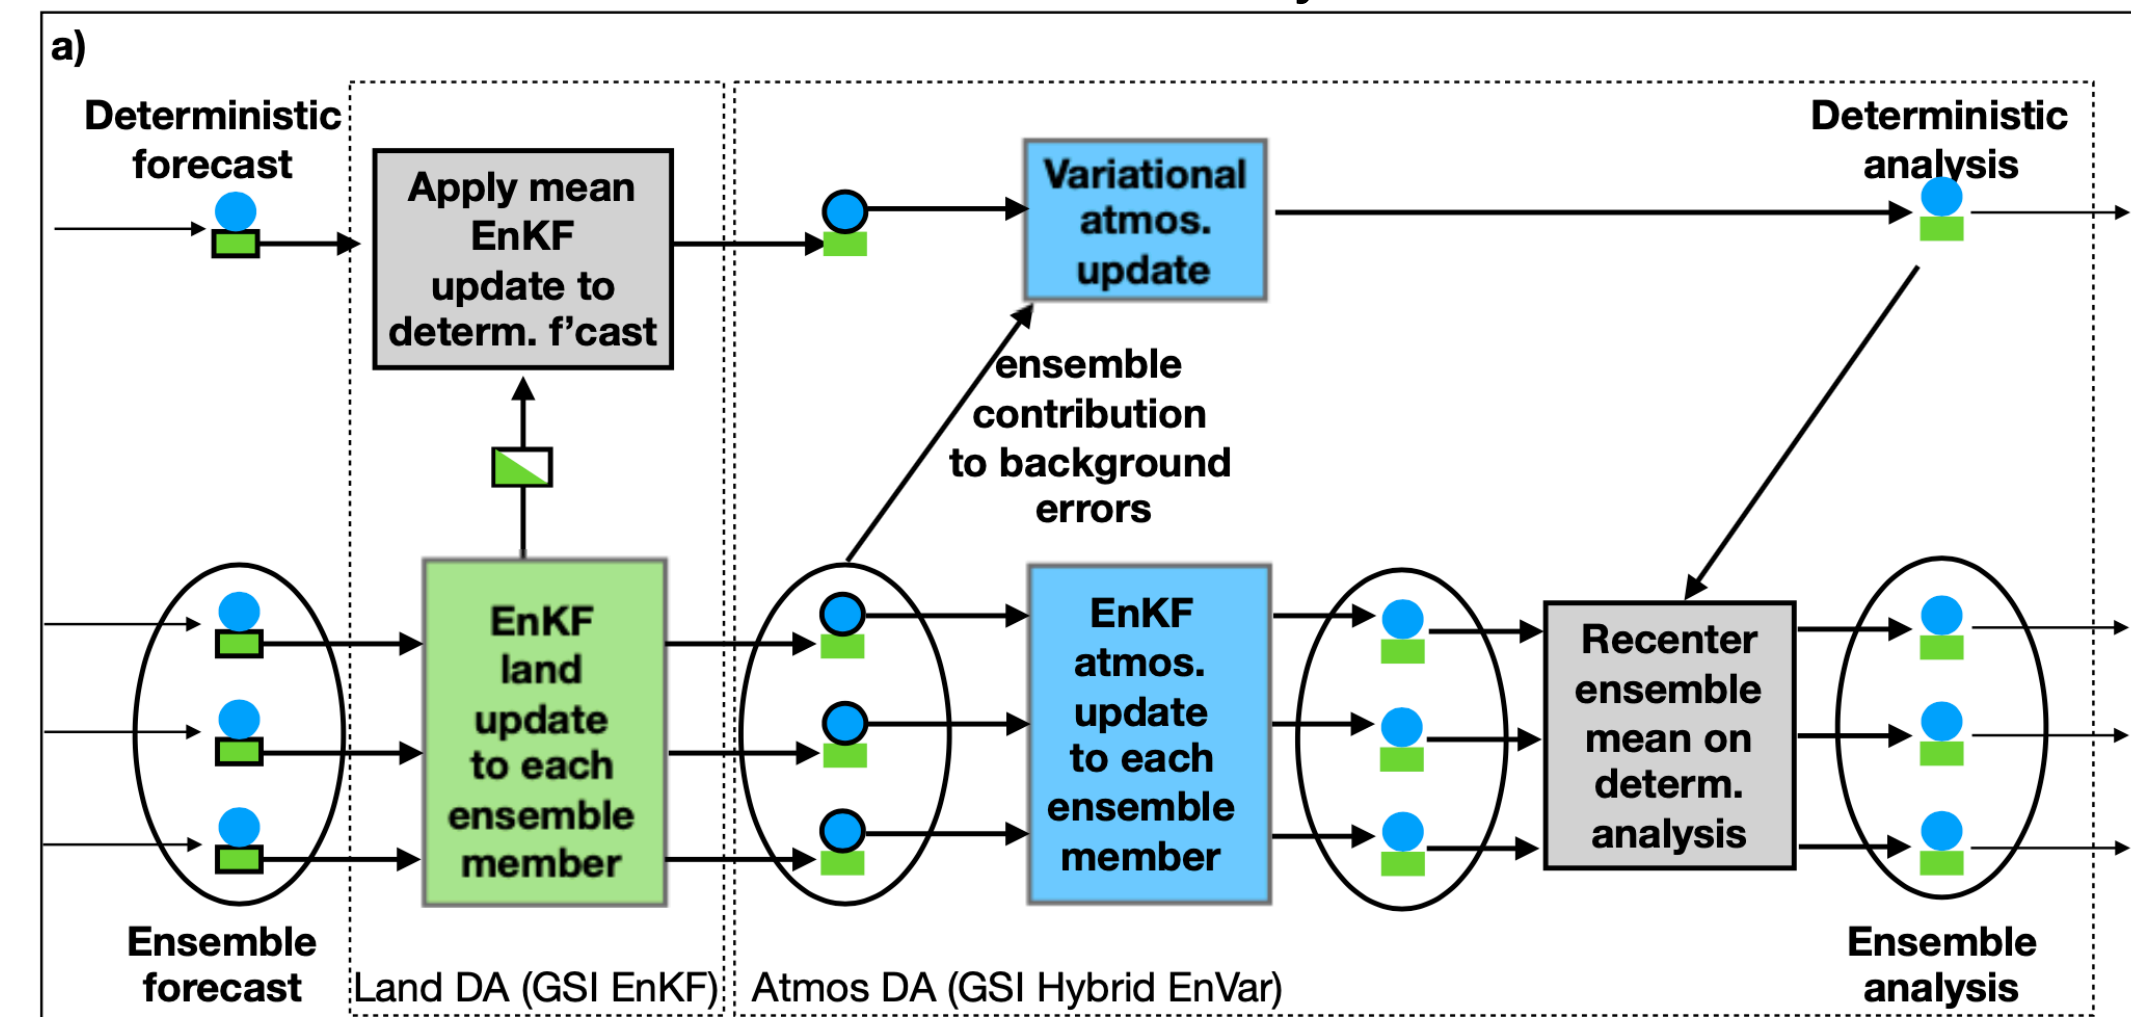 a)
Deterministic
forecast
Apply mean
EnKF
update to
determ. f'cast
Variational
atmos.
update
Deterministic
analysis
ensemble
contribution
to background
errors
EnKF
land
update
to each
ensemble
member
EnKF
atmos.
update
to each
ensemble
member
Recenter
ensemble
mean on
determ.
analysis
Ensemble
forecast
Land DA (GSI EnKF)
Atmos DA (GSI Hybrid EnVar)
Ensemble
analysis